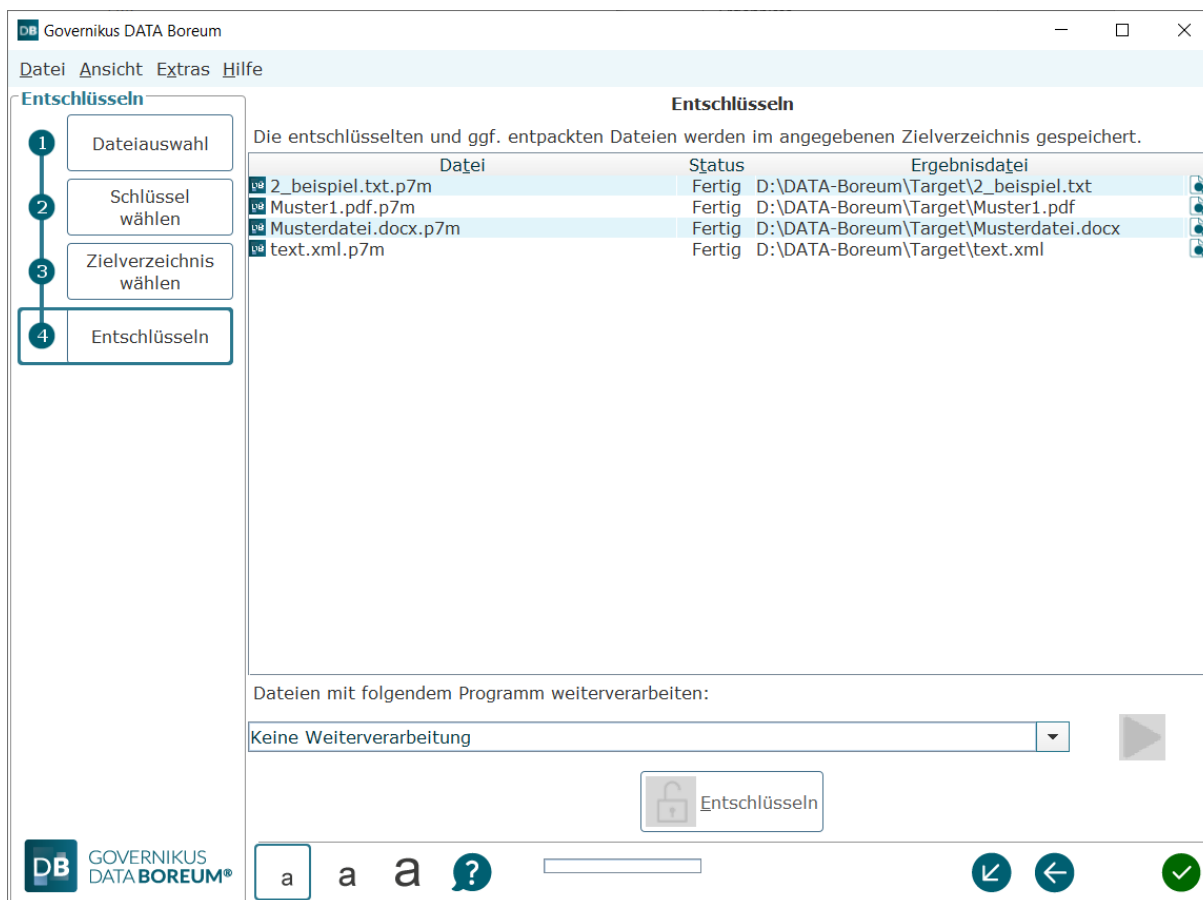 DB Governikus DATA Boreum
Datei Ansicht Extras Hilfe
Entschlüsseln
1 Dateiauswahl
2 Schlüssel
wählen
3 Zielverzeichnis
wählen
4 Entschlüsseln
Entschlüsseln
Die entschlüsselten und ggf. entpackten Dateien werden im angegebenen Zielverzeichnis gespeichert.
Datei Status Ergebnisdatei
DB 2_beispiel.txt.p7m Fertig D:\DATA-Boreum\Target\2_beispiel.txt
DB Muster1.pdf.p7m Fertig D:\DATA-Boreum\Target\Muster1.pdf
DB Musterdatei.docx.p7m Fertig D:\DATA-Boreum\Target\Musterdatei.docx
DB text.xml.p7m Fertig D:\DATA-Boreum\Target\text.xml
Dateien mit folgendem Programm weiterverarbeiten:
Keine Weiterverarbeitung
Entschlüsseln
DB GOVERNIKUS
DATA BOREUM®
a a a ?